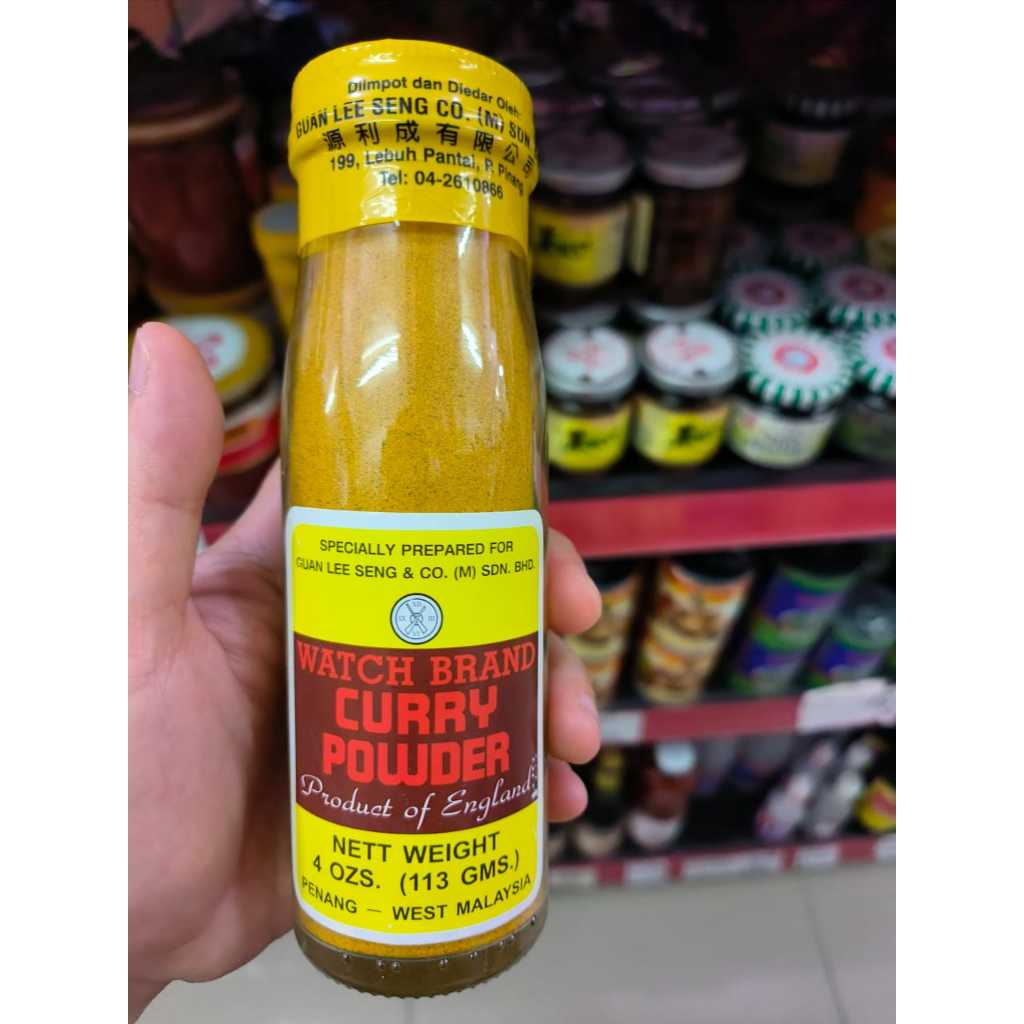 Diimpot dan Diedar Oleh:
GUAN LEE SENG CO. (M) SDN.
源利成有限公司
199, Lebuh Pantai, P. Pinang
Tel: 04-2610866
SPECIALLY PREPARED FOR
GUAN LEE SENG & CO. (M) SDN. BHD.
WATCH BRAND
CURRY
POWDER
Product of England
NETT WEIGHT
4 OZS. (113 GMS.)
PENANG — WEST MALAYSIA